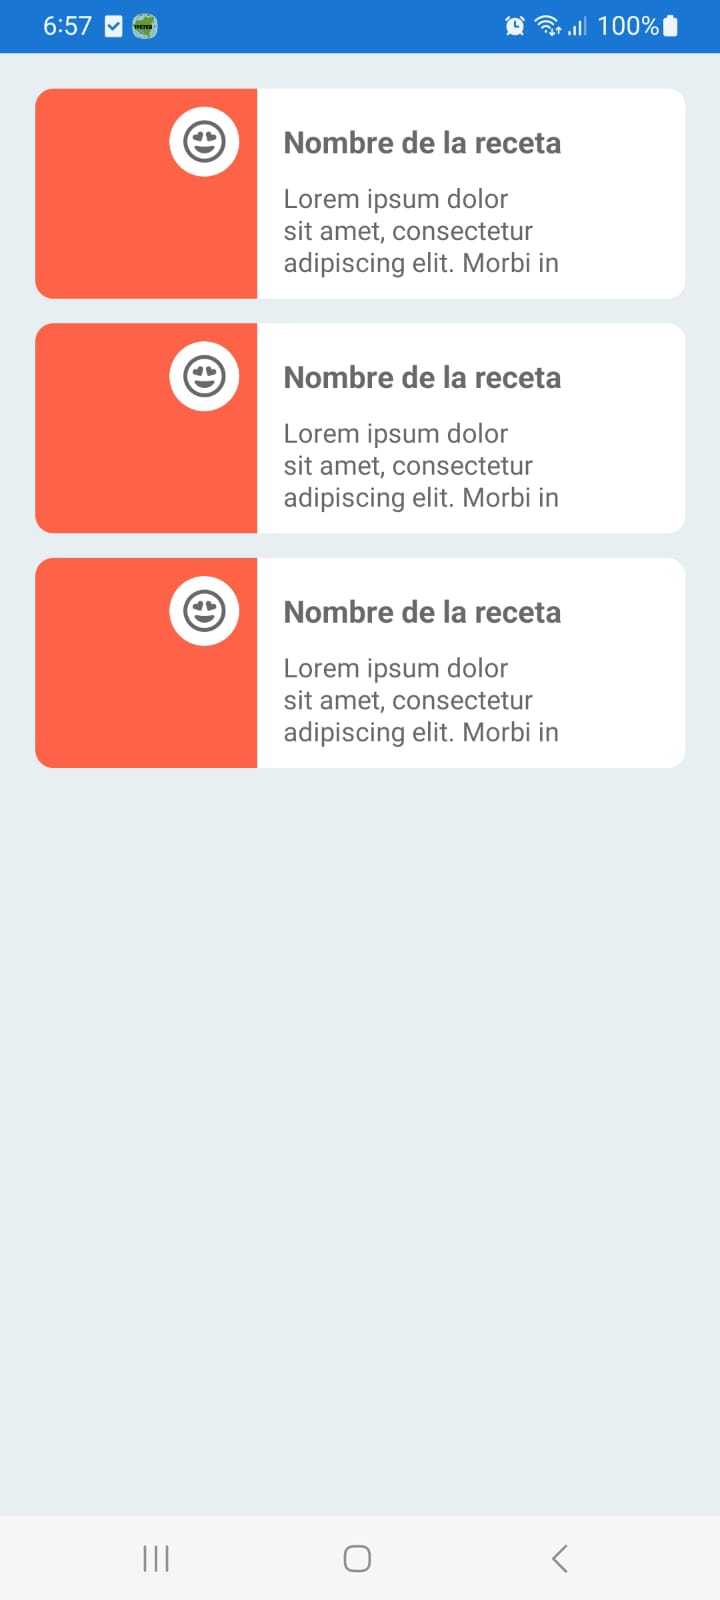 6:57 100%
Nombre de la receta
Lorem ipsum dolor
sit amet, consectetur
adipiscing elit. Morbi in
Nombre de la receta
Lorem ipsum dolor
sit amet, consectetur
adipiscing elit. Morbi in
Nombre de la receta
Lorem ipsum dolor
sit amet, consectetur
adipiscing elit. Morbi in